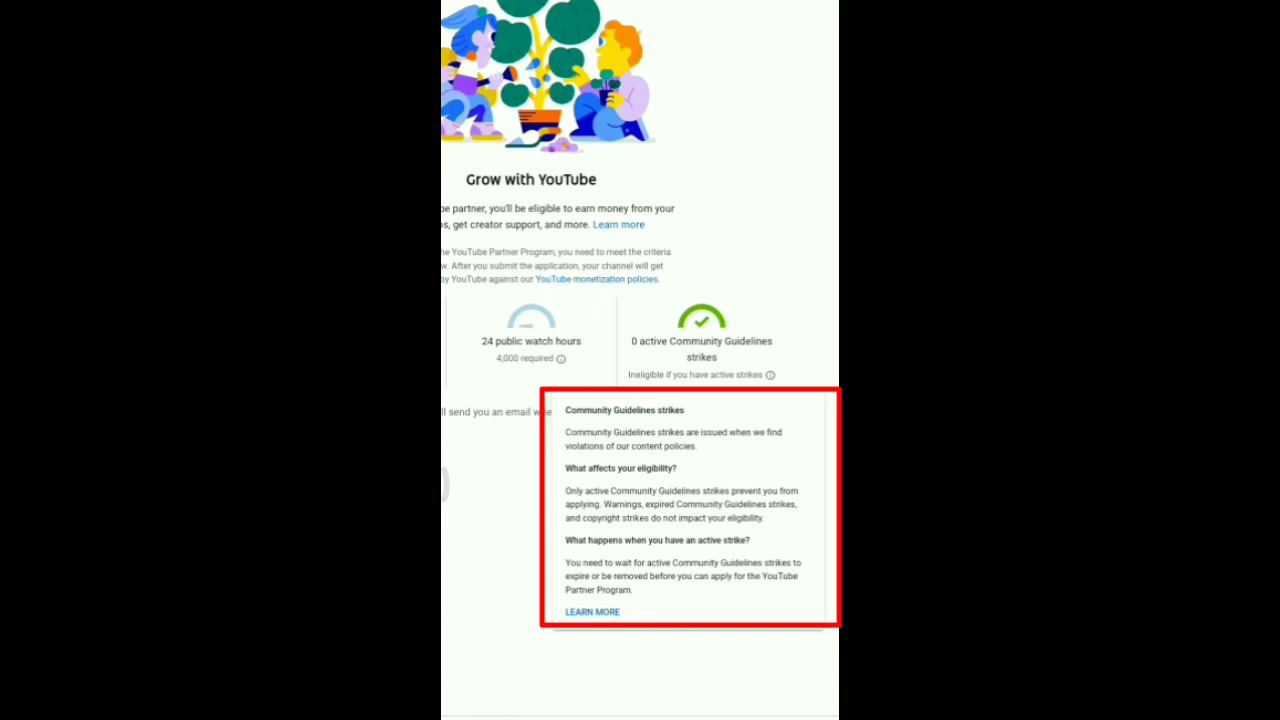 Grow with YouTube
be partner, you'll be eligible to earn money from your
os, get creator support, and more. Learn more
he YouTube Partner Program, you need to meet the criteria
w. After you submit the application, your channel will get
by YouTube against our YouTube monetization policies.
24 public watch hours
4,000 required
0 active Community Guidelines
strikes
Ineligible if you have active strikes
ll send you an email whe
Community Guidelines strikes
Community Guidelines strikes are issued when we find
violations of our content policies.
What affects your eligibility?
Only active Community Guidelines strikes prevent you from
applying. Warnings, expired Community Guidelines strikes,
and copyright strikes do not impact your eligibility.
What happens when you have an active strike?
You need to wait for active Community Guidelines strikes to
expire or be removed before you can apply for the YouTube
Partner Program.
LEARN MORE